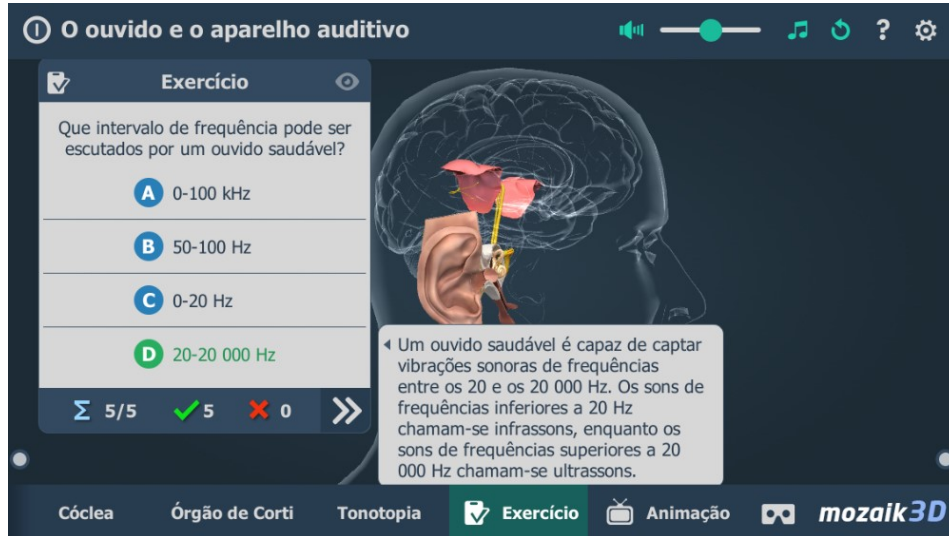 O ouvido e o aparelho auditivo
?
Exercício
Que intervalo de frequência pode ser
escutados por um ouvido saudável?
A 0-100 kHz
B 50-100 Hz
C 0-20 Hz
D 20-20 000 Hz
Σ 5/5 5 0
Um ouvido saudável é capaz de captar
vibrações sonoras de frequências
entre os 20 e os 20 000 Hz. Os sons de
frequências inferiores a 20 Hz
chamam-se infrassons, enquanto os
sons de frequências superiores a 20
000 Hz chamam-se ultrassons.
Cóclea Órgão de Corti Tonotopia Exercício Animação mozaik3D